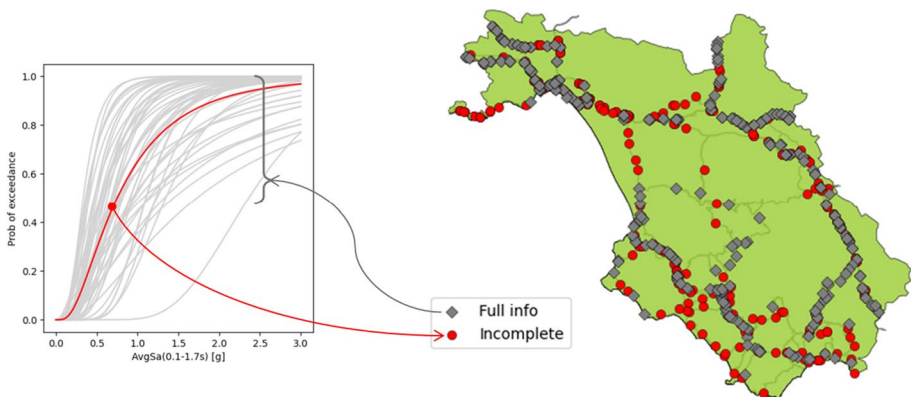 1.0
0.8
0.6
0.4
0.2
0.0
Prob of exceedance
0.0 0.5 1.0 1.5 2.0 2.5 3.0
AvgSa(0.1-1.7s) [g]
Full info
Incomplete